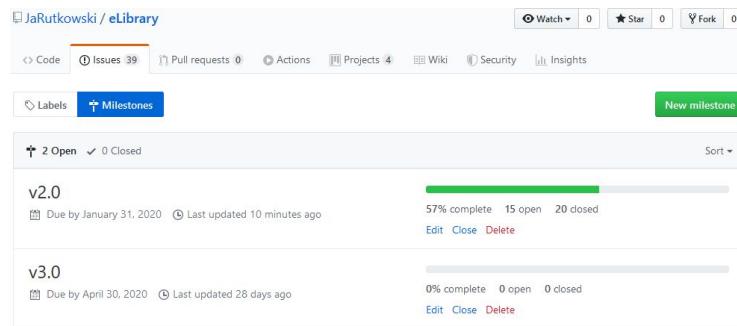 JaRutkowski / eLibrary
Watch 0 Star 0 Fork 0
Code Issues 39 Pull requests 0 Actions Projects 4 Wiki Security Insights
Labels Milestones New milestone
2 Open 0 Closed Sort
v2.0
Due by January 31, 2020 Last updated 10 minutes ago
57% complete 15 open 20 closed
Edit Close Delete
v3.0
Due by April 30, 2020 Last updated 28 days ago
0% complete 0 open 0 closed
Edit Close Delete